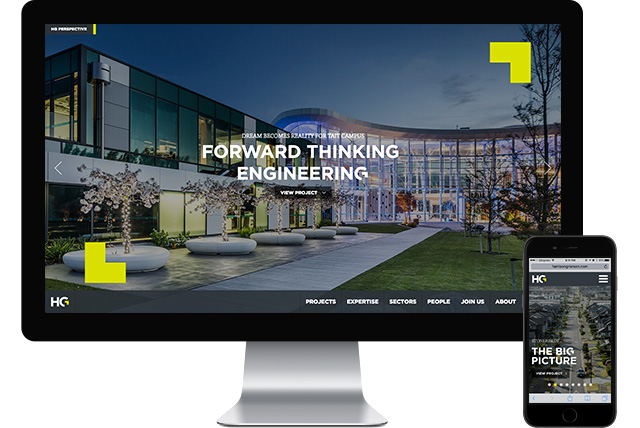 HG PERSPECTIVE
DREAM BECOMES REALITY FOR TAIT CAMPUS
FORWARD THINKING
ENGINEERING
VIEW PROJECT
HG
PROJECTS EXPERTISE SECTORS PEOPLE JOIN US ABOUT
HG
THE BIG
PICTURE
VIEW PROJECT